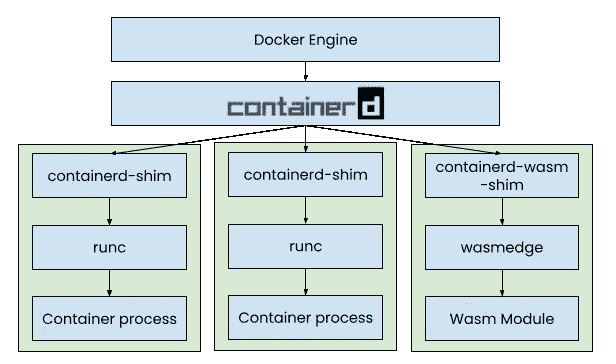 Docker Engine
containerd
containerd-shim
containerd-shim
containerd-wasm
-shim
runc
runc
wasmedge
Container process
Container process
Wasm Module